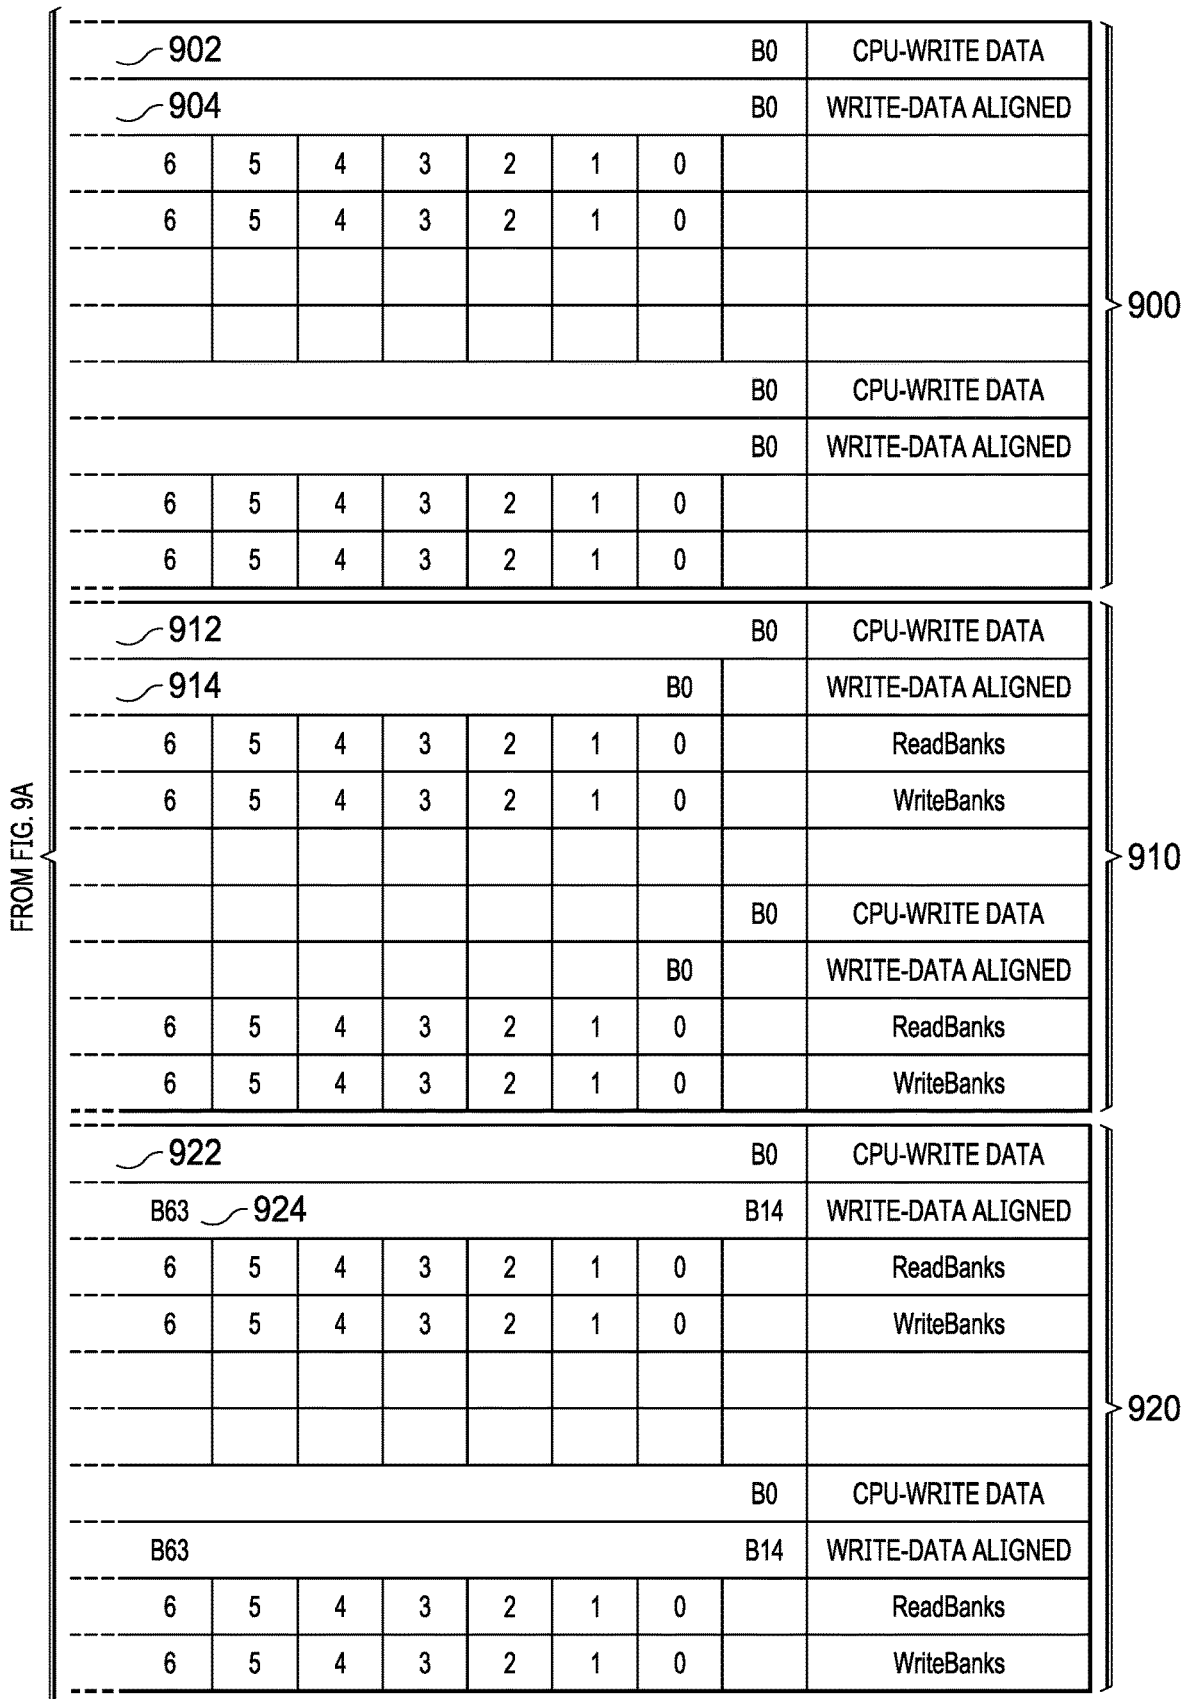 902 B0 CPU-WRITE DATA
904 B0 WRITE-DATA ALIGNED
6 5 4 3 2 1 0
6 5 4 3 2 1 0
900
B0 CPU-WRITE DATA
B0 WRITE-DATA ALIGNED
6 5 4 3 2 1 0
6 5 4 3 2 1 0
912 B0 CPU-WRITE DATA
914 B0 WRITE-DATA ALIGNED
6 5 4 3 2 1 0 ReadBanks
6 5 4 3 2 1 0 WriteBanks
FROM FIG. 9A
910
B0 CPU-WRITE DATA
B0 WRITE-DATA ALIGNED
6 5 4 3 2 1 0 ReadBanks
6 5 4 3 2 1 0 WriteBanks
922 B0 CPU-WRITE DATA
B63 924 B14 WRITE-DATA ALIGNED
6 5 4 3 2 1 0 ReadBanks
6 5 4 3 2 1 0 WriteBanks
920
B0 CPU-WRITE DATA
B63 B14 WRITE-DATA ALIGNED
6 5 4 3 2 1 0 ReadBanks
6 5 4 3 2 1 0 WriteBanks